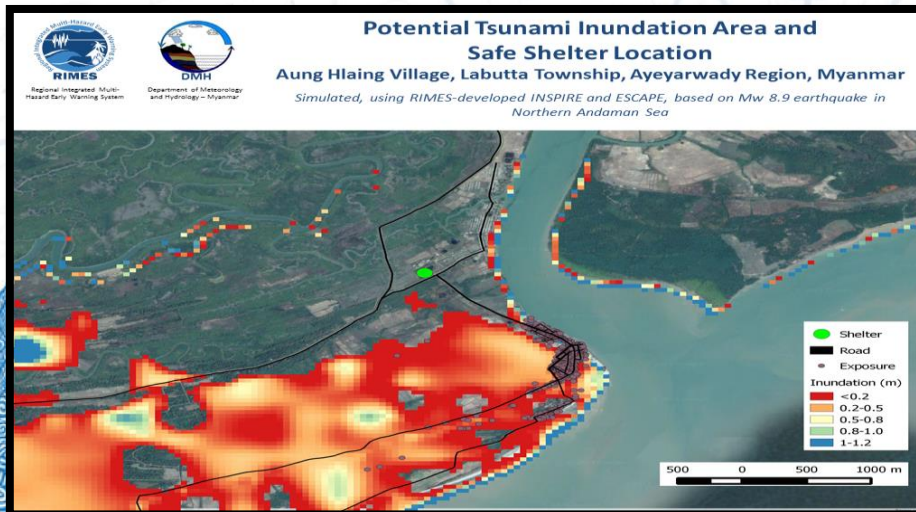 Potential Tsunami Inundation Area and
Safe Shelter Location
Aung Hlaing Village, Labutta Township, Ayeyarwady Region, Myanmar
Simulated, using RIMES-developed INSPIRE and ESCAPE, based on Mw 8.9 earthquake in
Northern Andaman Sea
RIMES
Regional Integrated Multi-
Hazard Early Warning System
DMH
Department of Meteorology
and Hydrology – Myanmar
Shelter
Road
Exposure
Inundation (m)
<0.2
0.2-0.5
0.5-0.8
0.8-1.0
1-1.2
500 0 500 1000 m